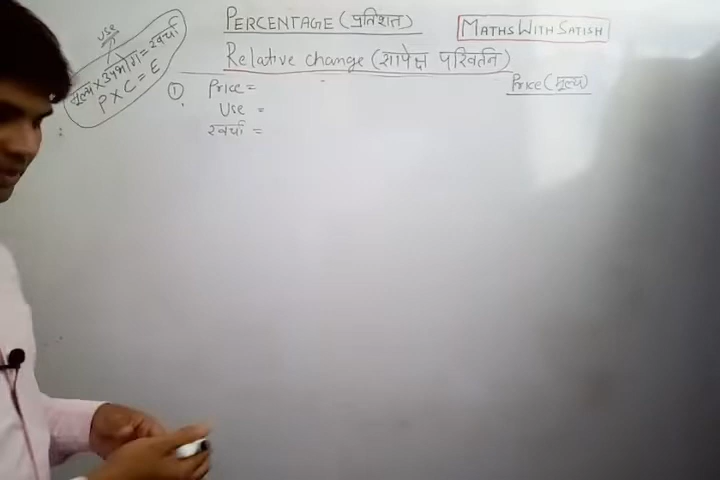 PERCENTAGE (प्रतिशत)
MATHS WITH SATISH
Relative change (सापेक्ष परिवर्तन)
Price (मूल्य)
use
मूल्य × उपभोग = खर्चा
P × C = E
① Price =
Use =
खर्चा =